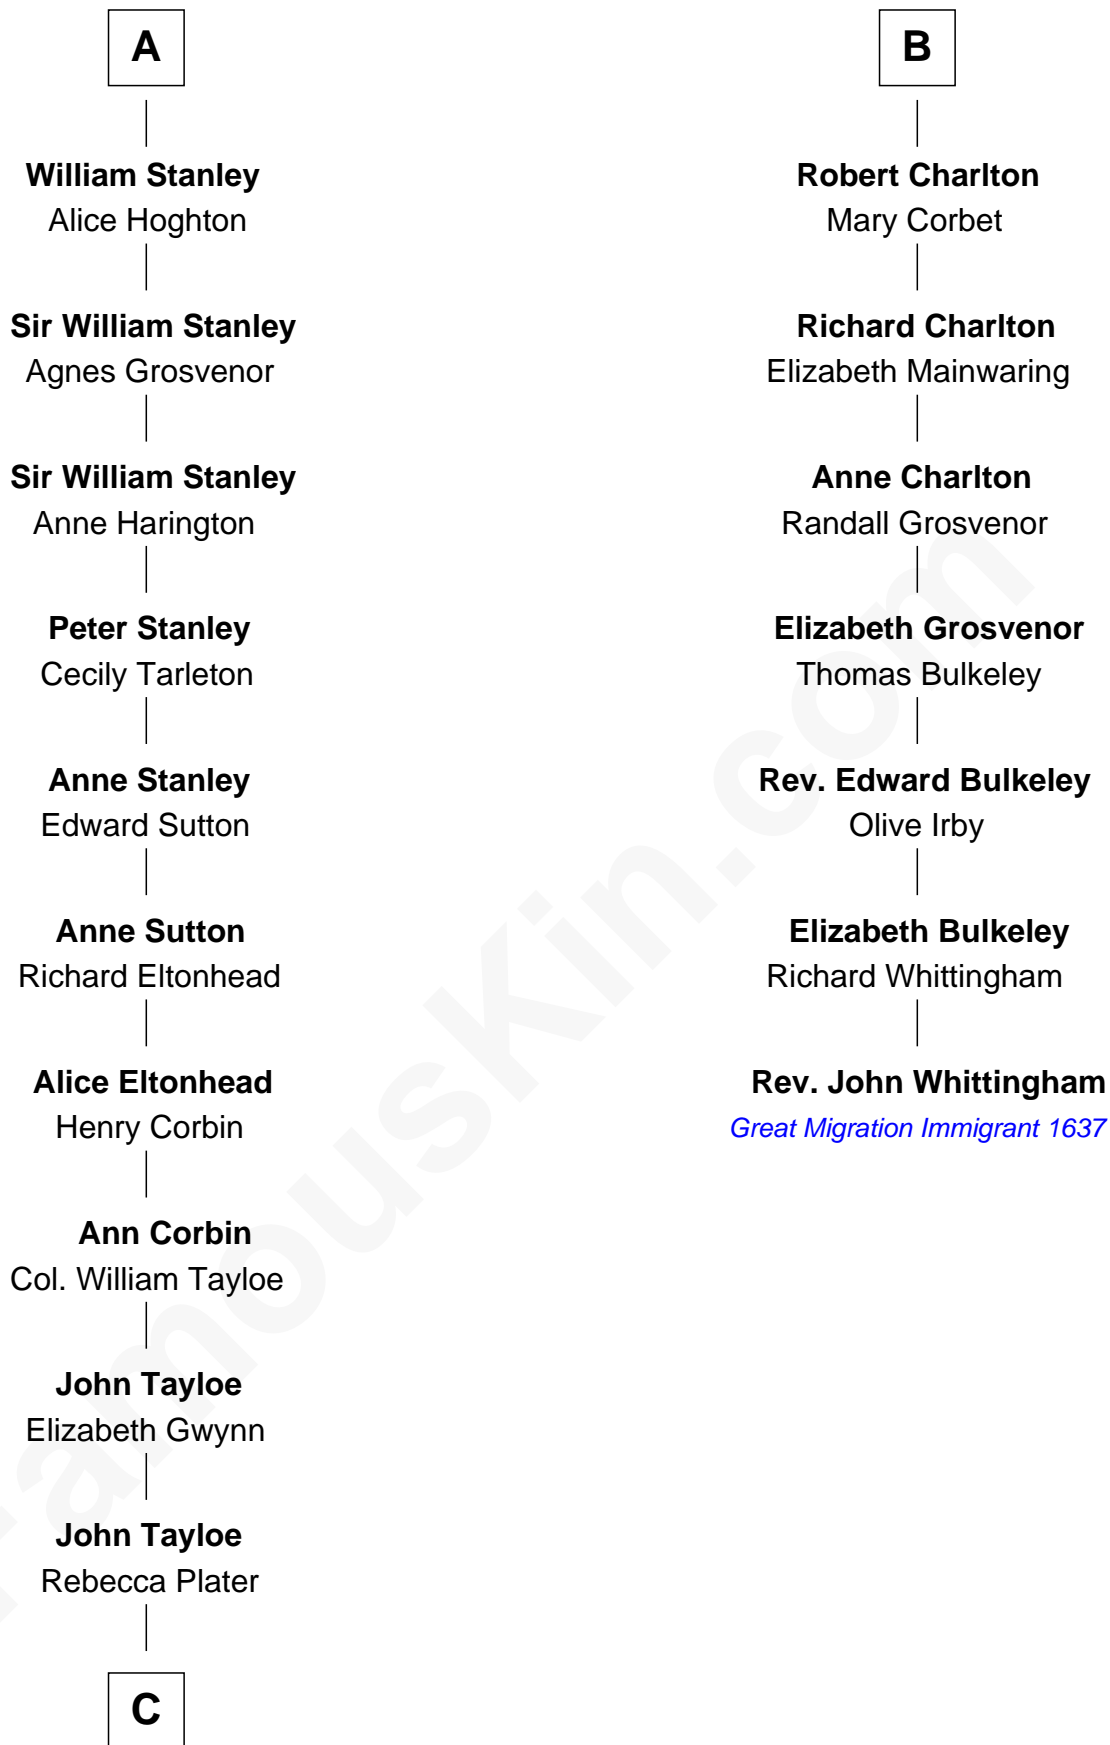 A
William Stanley
Alice Hoghton
Sir William Stanley
Agnes Grosvenor
Sir William Stanley
Anne Harington
Peter Stanley
Cecily Tarleton
Anne Stanley
Edward Sutton
Anne Sutton
Richard Eltonhead
Alice Eltonhead
Henry Corbin
Ann Corbin
Col. William Tayloe
John Tayloe
Elizabeth Gwynn
John Tayloe
Rebecca Plater
C
B
Robert Charlton
Mary Corbet
Richard Charlton
Elizabeth Mainwaring
Anne Charlton
Randall Grosvenor
Elizabeth Grosvenor
Thomas Bulkeley
Rev. Edward Bulkeley
Olive Irby
Elizabeth Bulkeley
Richard Whittingham
Rev. John Whittingham
Great Migration Immigrant 1637
FamousKin.com